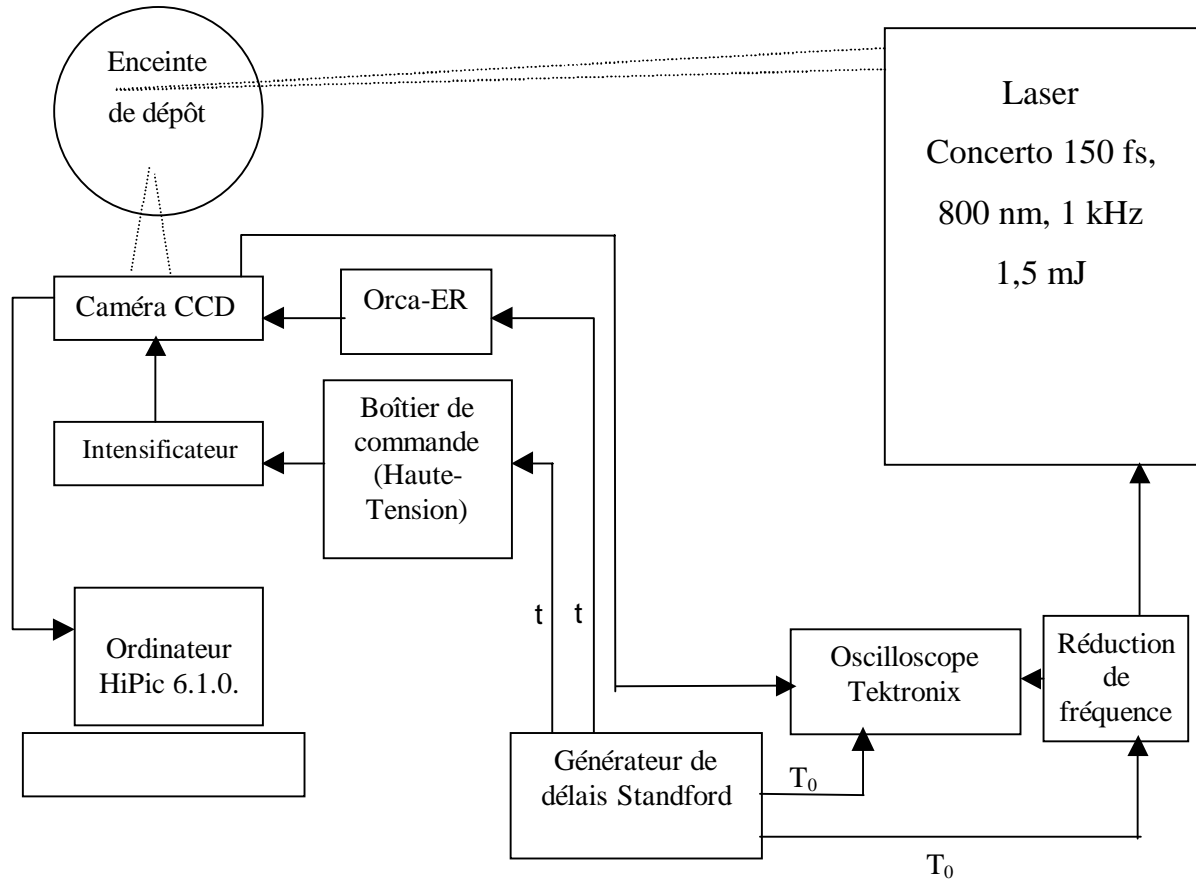 Enceinte
de dépôt
Laser
Concerto 150 fs,
800 nm, 1 kHz
1,5 mJ
Caméra CCD
Orca-ER
Intensificateur
Boîtier de
commande
(Haute-
Tension)
t
t
Ordinateur
HiPic 6.1.0.
Oscilloscope
Tektronix
Réduction
de
fréquence
Générateur de
délais Standford
T₀
T₀